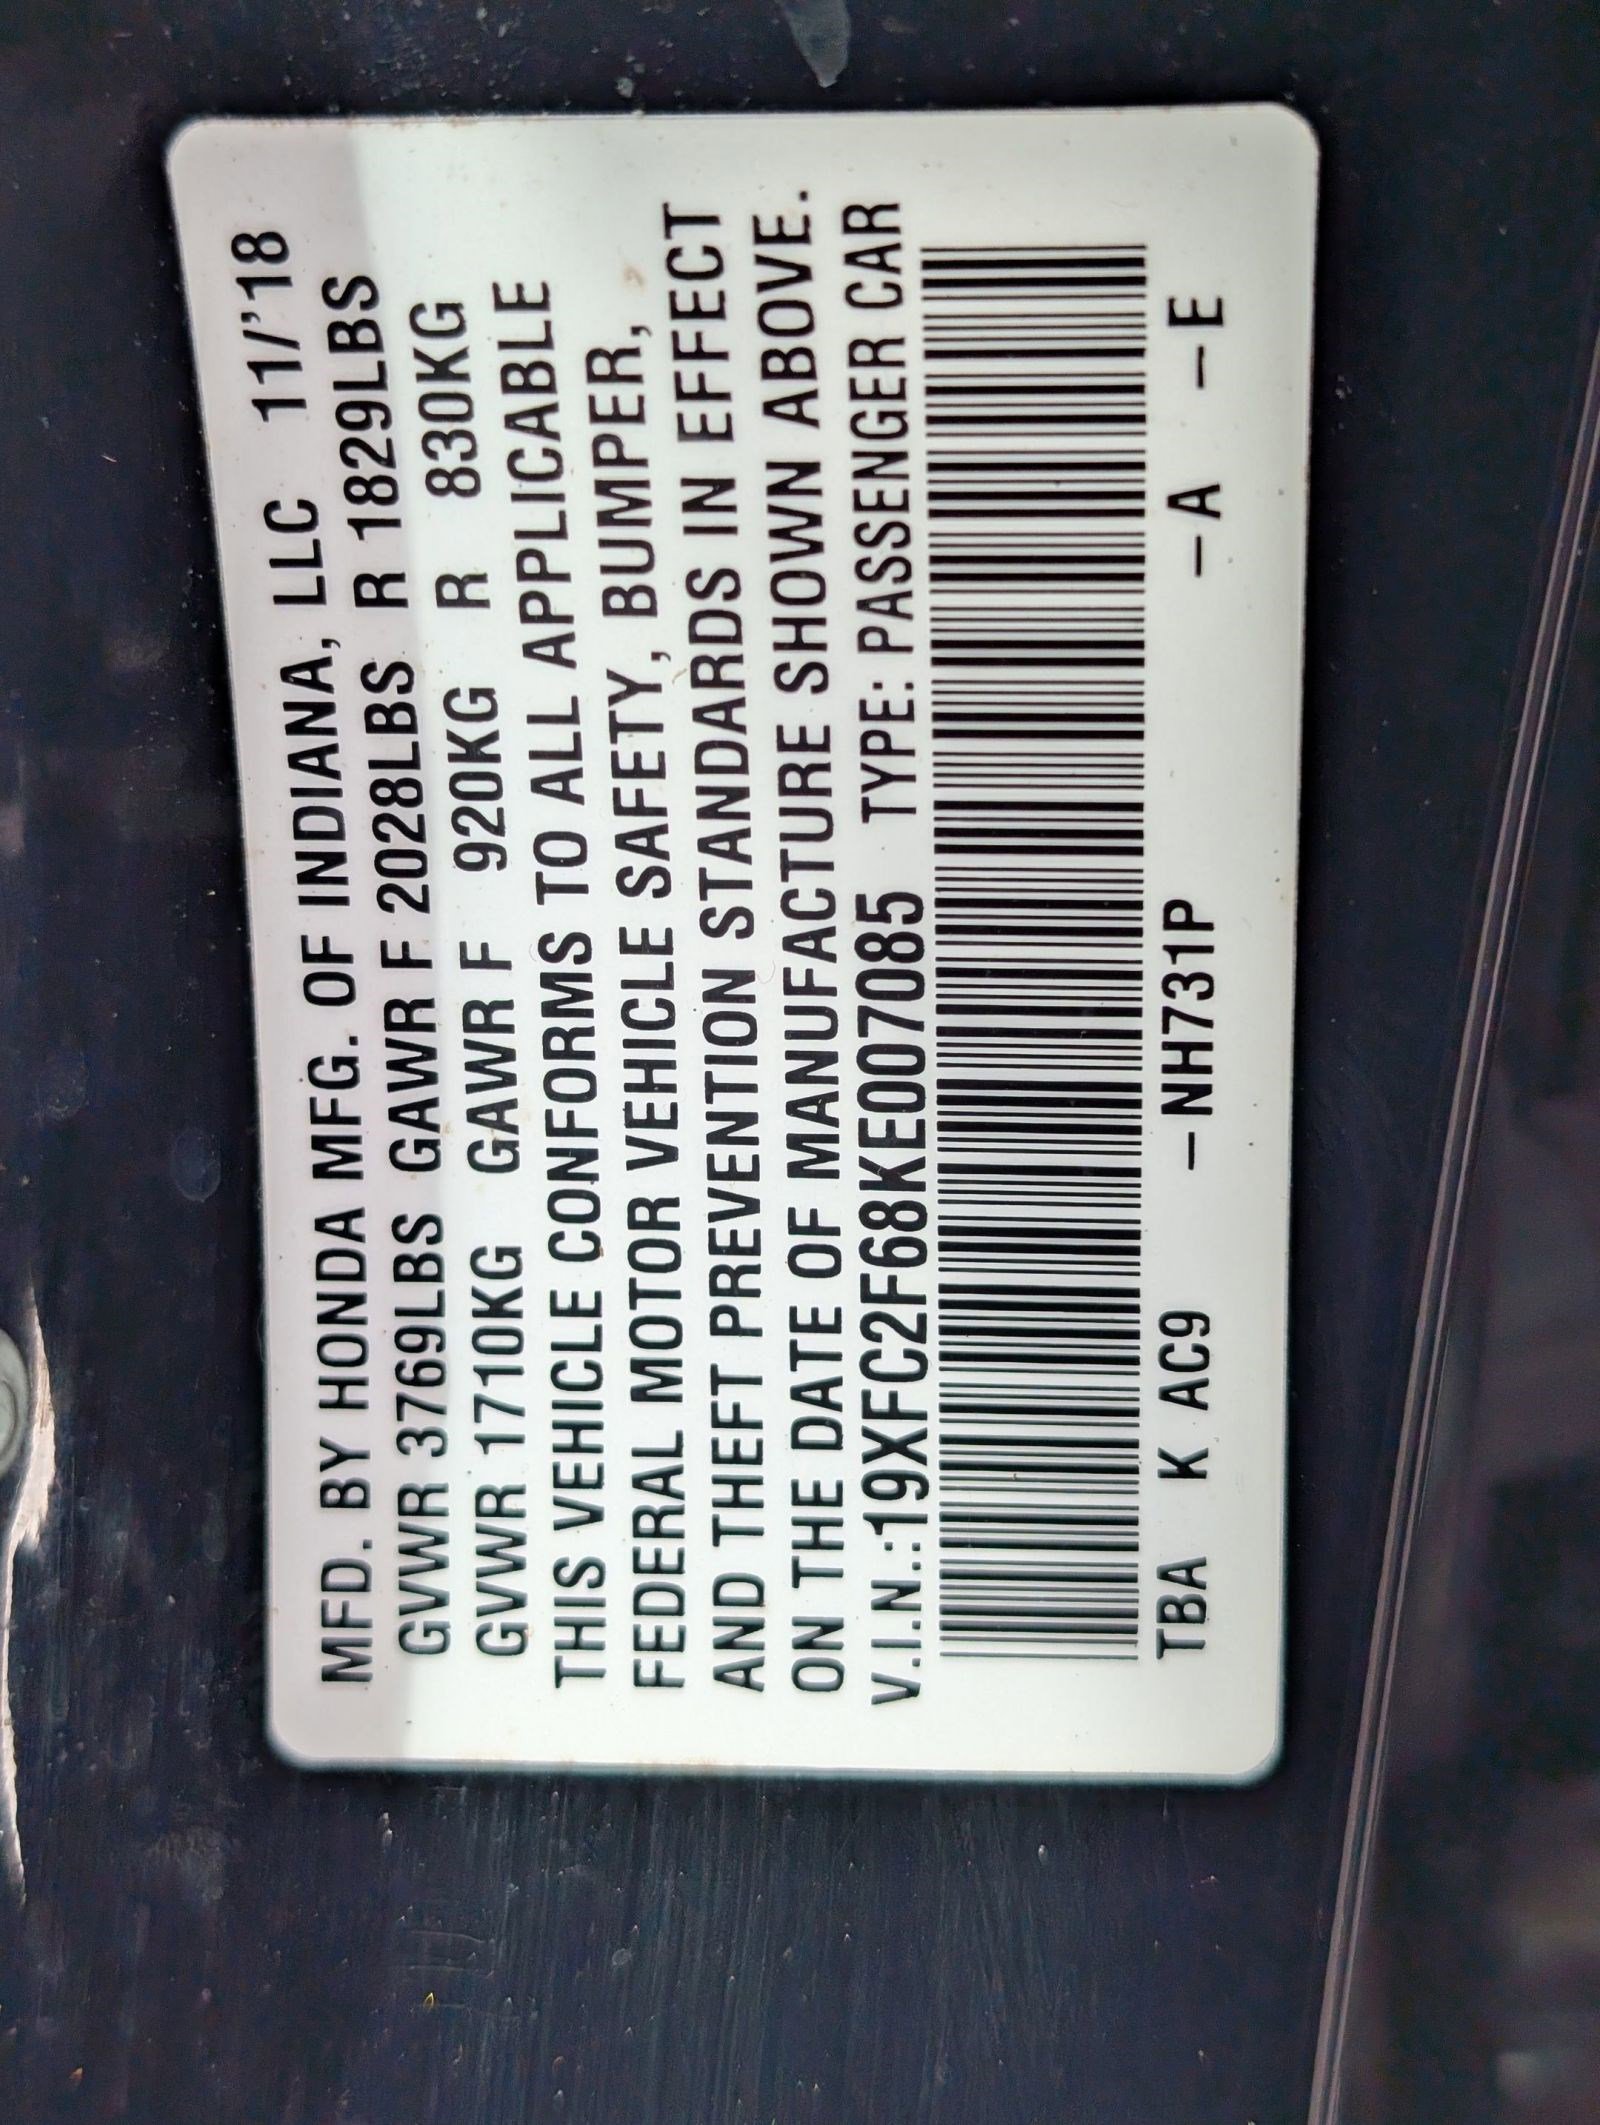 MFD. BY HONDA MFG. OF INDIANA, LLC 11/'18
GVWR 3769LBS GAWR F 2028LBS R 1829LBS
GVWR 1710KG GAWR F 920KG R 830KG
THIS VEHICLE CONFORMS TO ALL APPLICABLE
FEDERAL MOTOR VEHICLE SAFETY, BUMPER,
AND THEFT PREVENTION STANDARDS IN EFFECT
ON THE DATE OF MANUFACTURE SHOWN ABOVE.
V.I.N.:19XFC2F68KE007085 TYPE: PASSENGER CAR
TBA K AC9 –NH731P –A –E